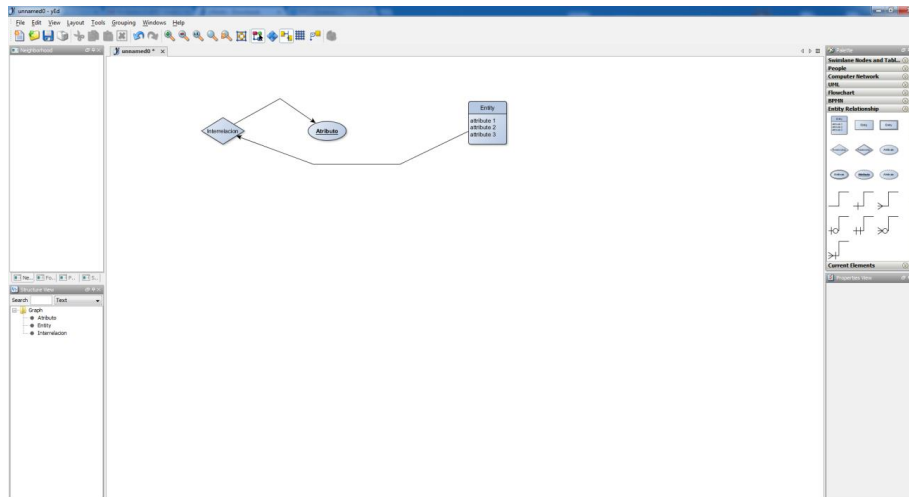 unnamed0 - yEd
File Edit View Layout Tools Grouping Windows Help
Neighborhood
unnamed0 * x
Interrelacion
Atributo
Entity
attribute 1
attribute 2
attribute 3
Ne...
Fo...
P...
S...
Structure View
Search
Text
Graph
Atributo
Entity
Interrelacion
Palette
Swimlane Nodes and Tabl...
People
Computer Network
UML
Flowchart
BPMN
Entity Relationship
Current Elements
Properties View